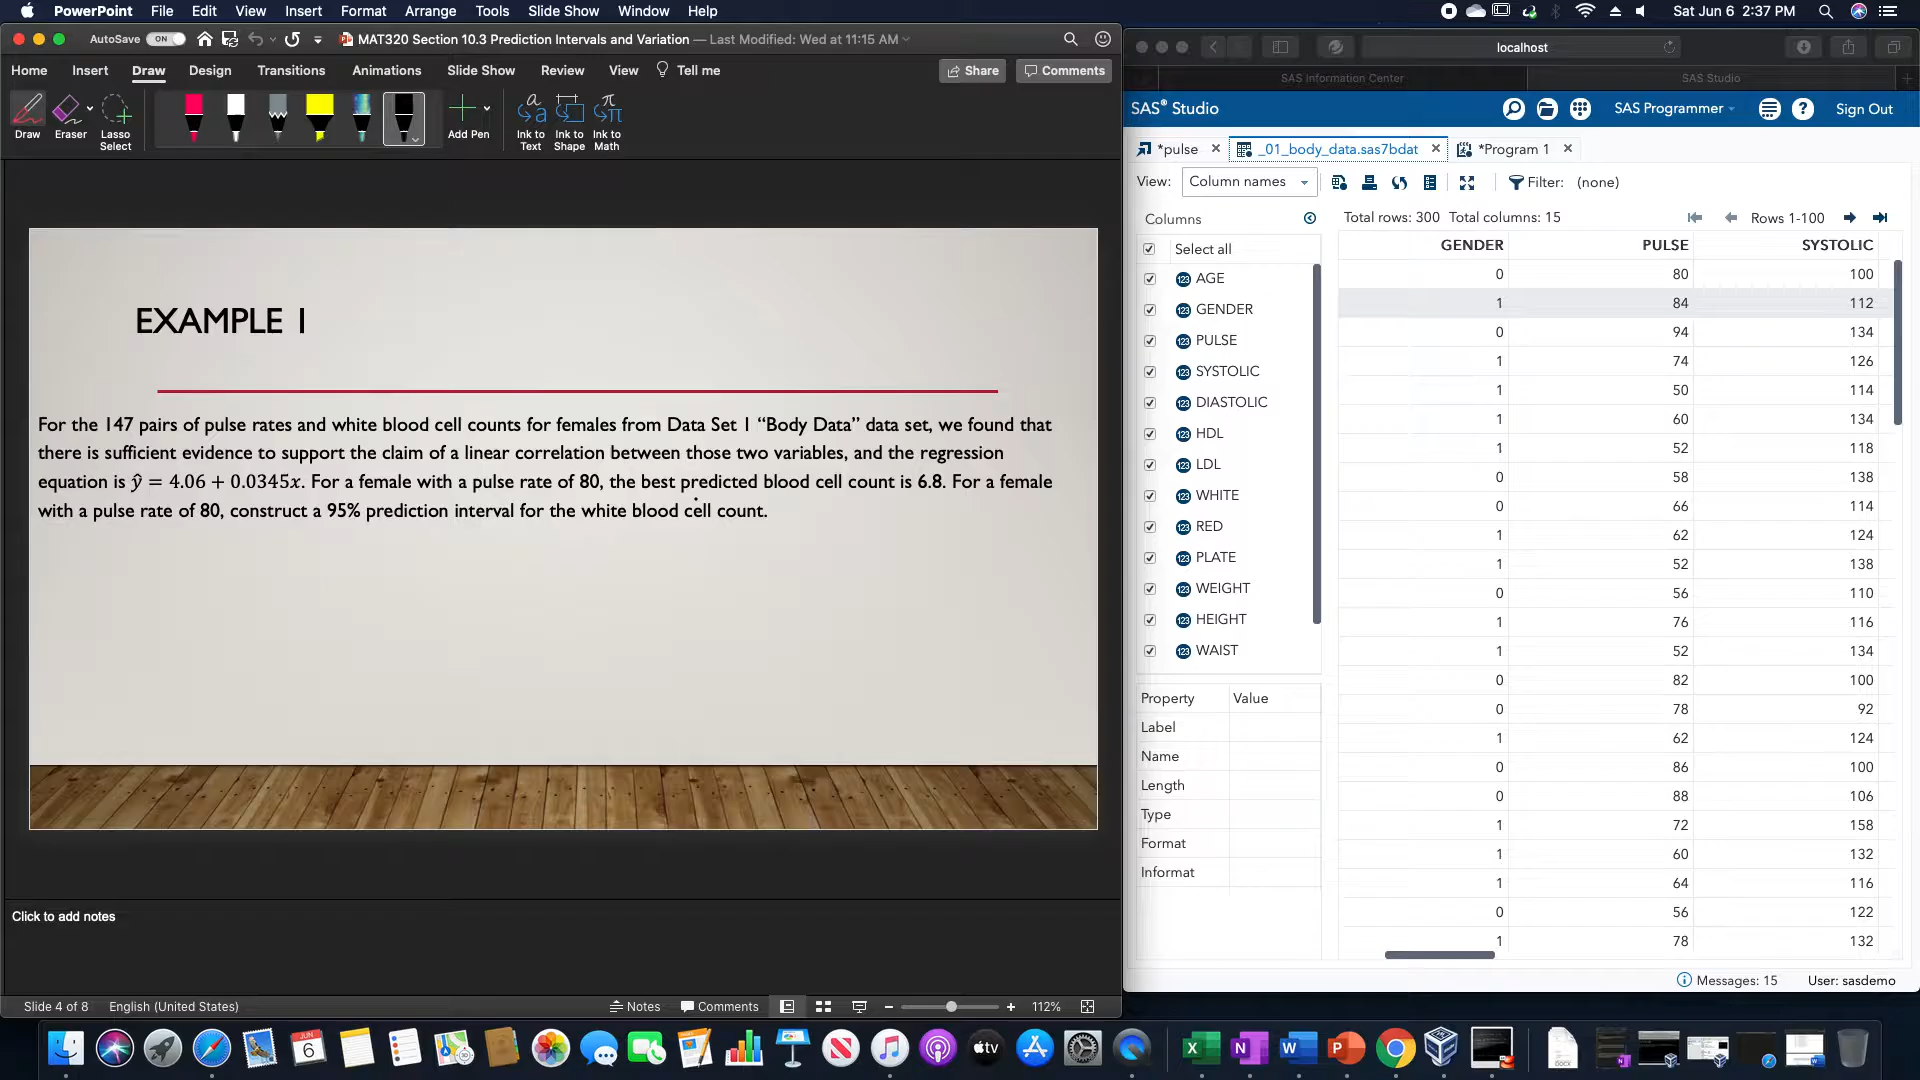 PowerPoint File Edit View Insert Format Arrange Tools Slide Show Window Help
Sat Jun 6 2:37 PM
AutoSave ON
MAT320 Section 10.3 Prediction Intervals and Variation — Last Modified: Wed at 11:15 AM
Home Insert Draw Design Transitions Animations Slide Show Review View Tell me
Share Comments
Draw Eraser Lasso Select Add Pen Ink to Text Ink to Shape Ink to Math
EXAMPLE 1
For the 147 pairs of pulse rates and white blood cell counts for females from Data Set 1 “Body Data” data set, we found that
there is sufficient evidence to support the claim of a linear correlation between those two variables, and the regression
equation is ŷ = 4.06 + 0.0345x. For a female with a pulse rate of 80, the best predicted blood cell count is 6.8. For a female
with a pulse rate of 80, construct a 95% prediction interval for the white blood cell count.
Click to add notes
Slide 4 of 8 English (United States) Notes Comments 112%
localhost
SAS Information Center SAS Studio
SAS® Studio SAS Programmer Sign Out
*pulse _01_body_data.sas7bdat *Program 1
View: Column names Filter: (none)
Columns Total rows: 300 Total columns: 15 Rows 1-100
Select all
AGE
GENDER
PULSE
SYSTOLIC
DIASTOLIC
HDL
LDL
WHITE
RED
PLATE
WEIGHT
HEIGHT
WAIST
Property Value
Label
Name
Length
Type
Format
Informat
GENDER PULSE SYSTOLIC
0 80 100
1 84 112
0 94 134
1 74 126
1 50 114
1 60 134
1 52 118
0 58 138
0 66 114
1 62 124
1 52 138
0 56 110
1 76 116
1 52 134
0 82 100
0 78 92
1 62 124
0 86 100
0 88 106
1 72 158
1 60 132
1 64 116
0 56 122
1 78 132
Messages: 15 User: sasdemo
JUN
6
tv